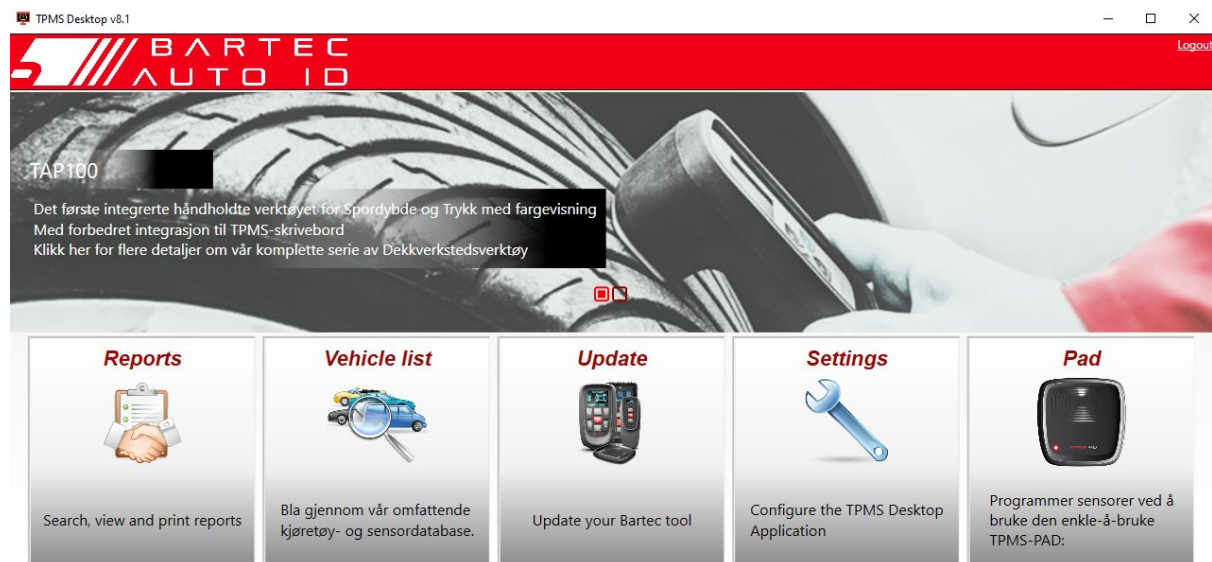 TPMS Desktop v8.1
BARTEC
AUTO ID
Logout
TAP100
Det første integrerte håndholdte verktøyet for Spordybde og Trykk med fargevisning
Med forbedret integrasjon til TPMS-skrivebord
Klikk her for flere detaljer om vår komplette serie av Dekkverkstedsverktøy
Reports
Search, view and print reports
Vehicle list
Bla gjennom vår omfattende
kjøretøy- og sensordatabase.
Update
Update your Bartec tool
Settings
Configure the TPMS Desktop
Application
Pad
Programmer sensorer ved å
bruke den enkle-å-bruke
TPMS-PAD: